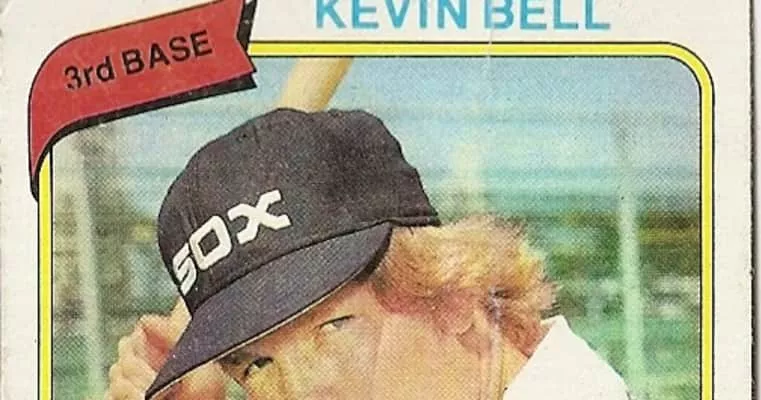 KEVIN BELL
3rd BASE
SOX